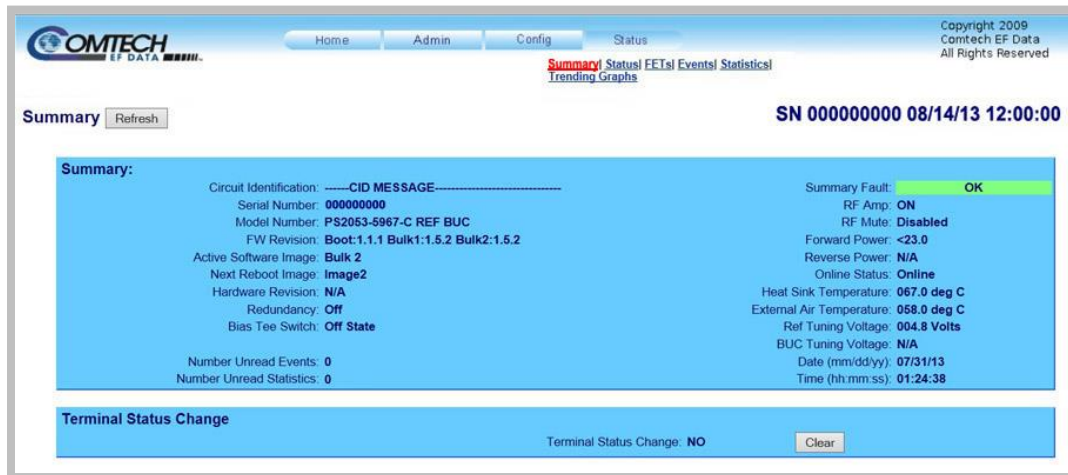 COMTECH
EF DATA
Home Admin Config Status
Copyright 2009
Comtech EF Data
All Rights Reserved
Summary| Status| FETs| Events| Statistics|
Trending Graphs
Summary Refresh
SN 000000000 08/14/13 12:00:00
Summary:
Circuit Identification: ------CID MESSAGE-------------------------------
Serial Number: 000000000
Model Number: PS2053-5967-C REF BUC
FW Revision: Boot:1.1.1 Bulk1:1.5.2 Bulk2:1.5.2
Active Software Image: Bulk 2
Next Reboot Image: Image2
Hardware Revision: N/A
Redundancy: Off
Bias Tee Switch: Off State
Number Unread Events: 0
Number Unread Statistics: 0
Summary Fault: OK
RF Amp: ON
RF Mute: Disabled
Forward Power: <23.0
Reverse Power: N/A
Online Status: Online
Heat Sink Temperature: 067.0 deg C
External Air Temperature: 058.0 deg C
Ref Tuning Voltage: 004.8 Volts
BUC Tuning Voltage: N/A
Date (mm/dd/yy): 07/31/13
Time (hh:mm:ss): 01:24:38
Terminal Status Change
Terminal Status Change: NO Clear